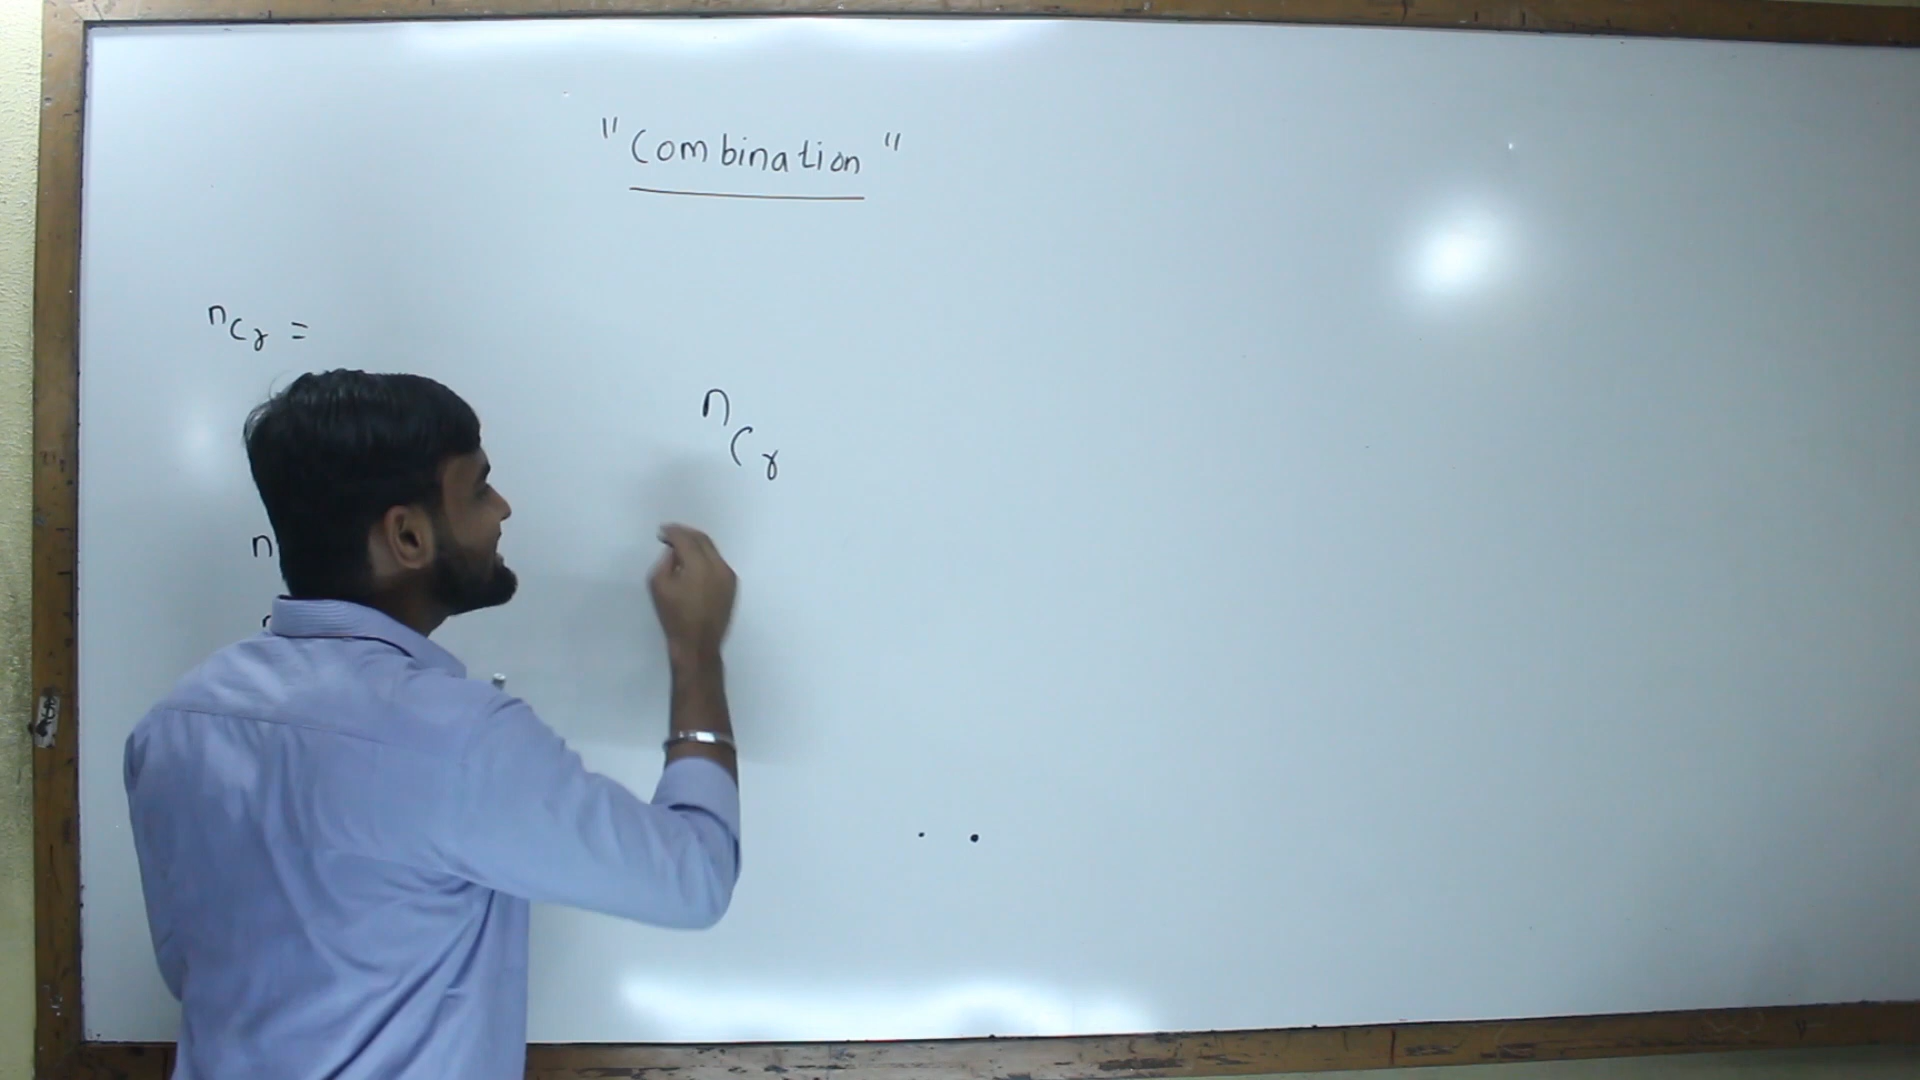 "Combination"
nCr =
nCr
n